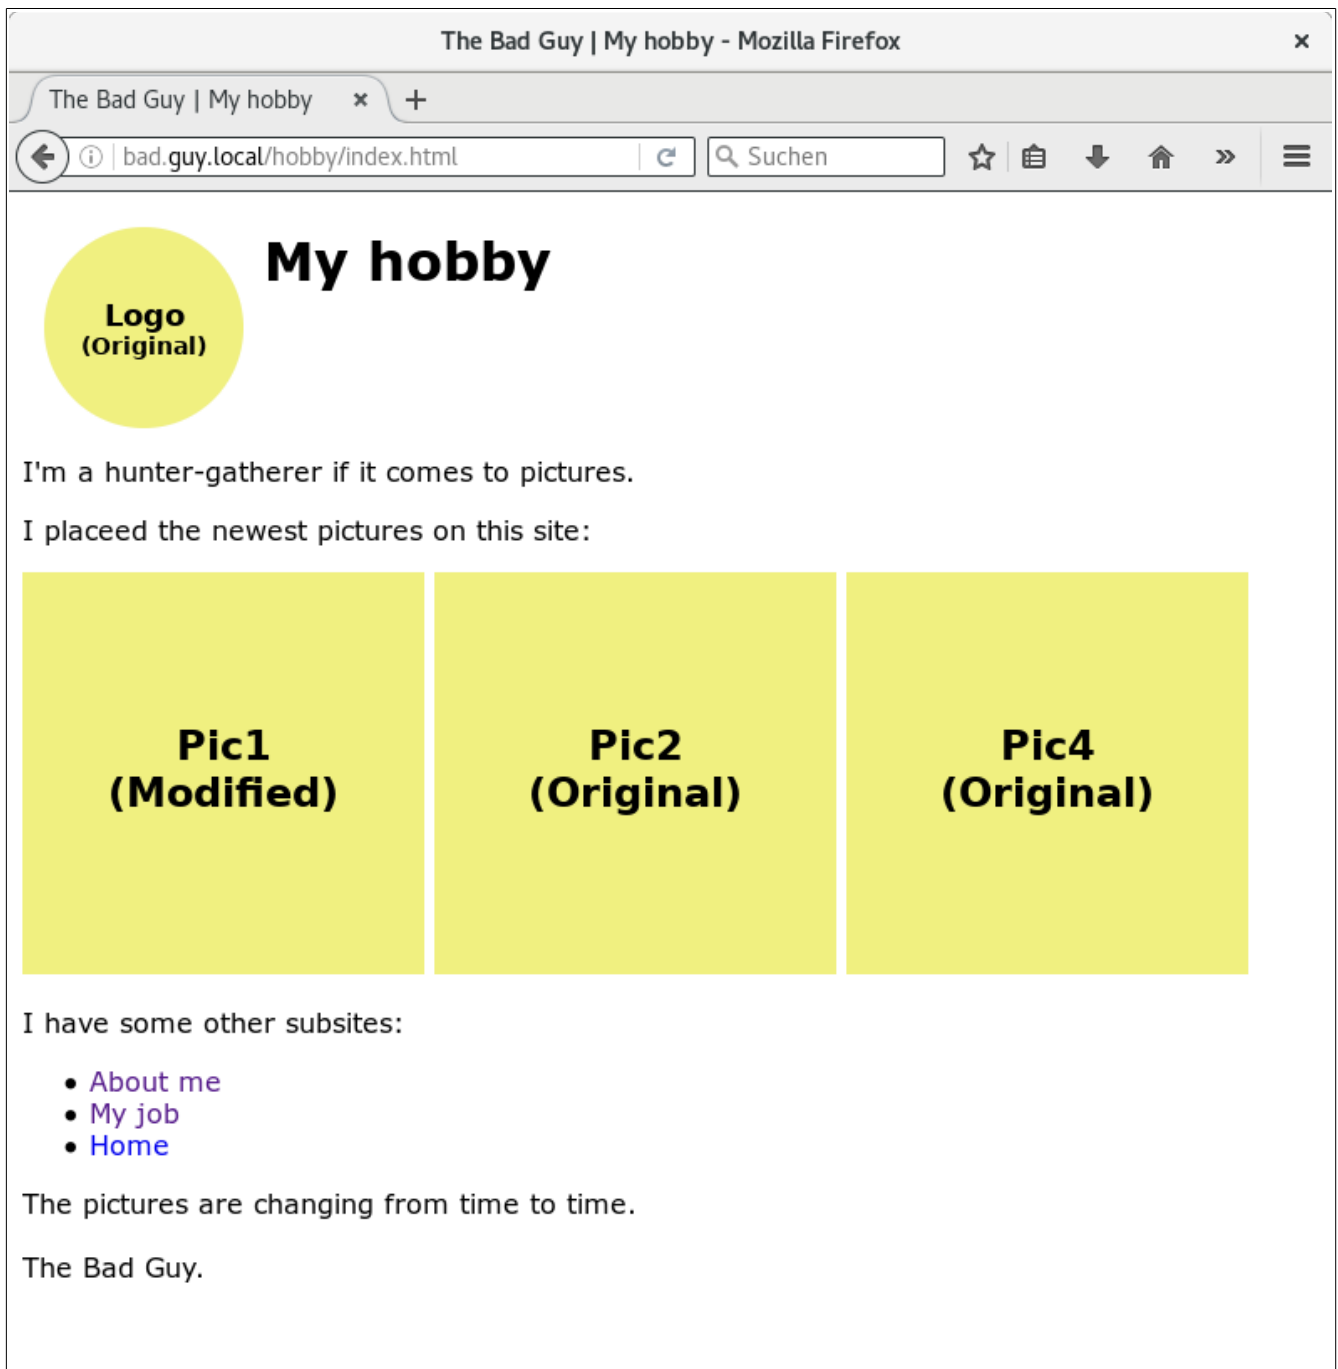 The Bad Guy | My hobby - Mozilla Firefox
The Bad Guy | My hobby
bad.guy.local/hobby/index.html
Suchen
My hobby
Logo
(Original)
I'm a hunter-gatherer if it comes to pictures.
I placeed the newest pictures on this site:
Pic1
(Modified)
Pic2
(Original)
Pic4
(Original)
I have some other subsites:
About me
My job
Home
The pictures are changing from time to time.
The Bad Guy.